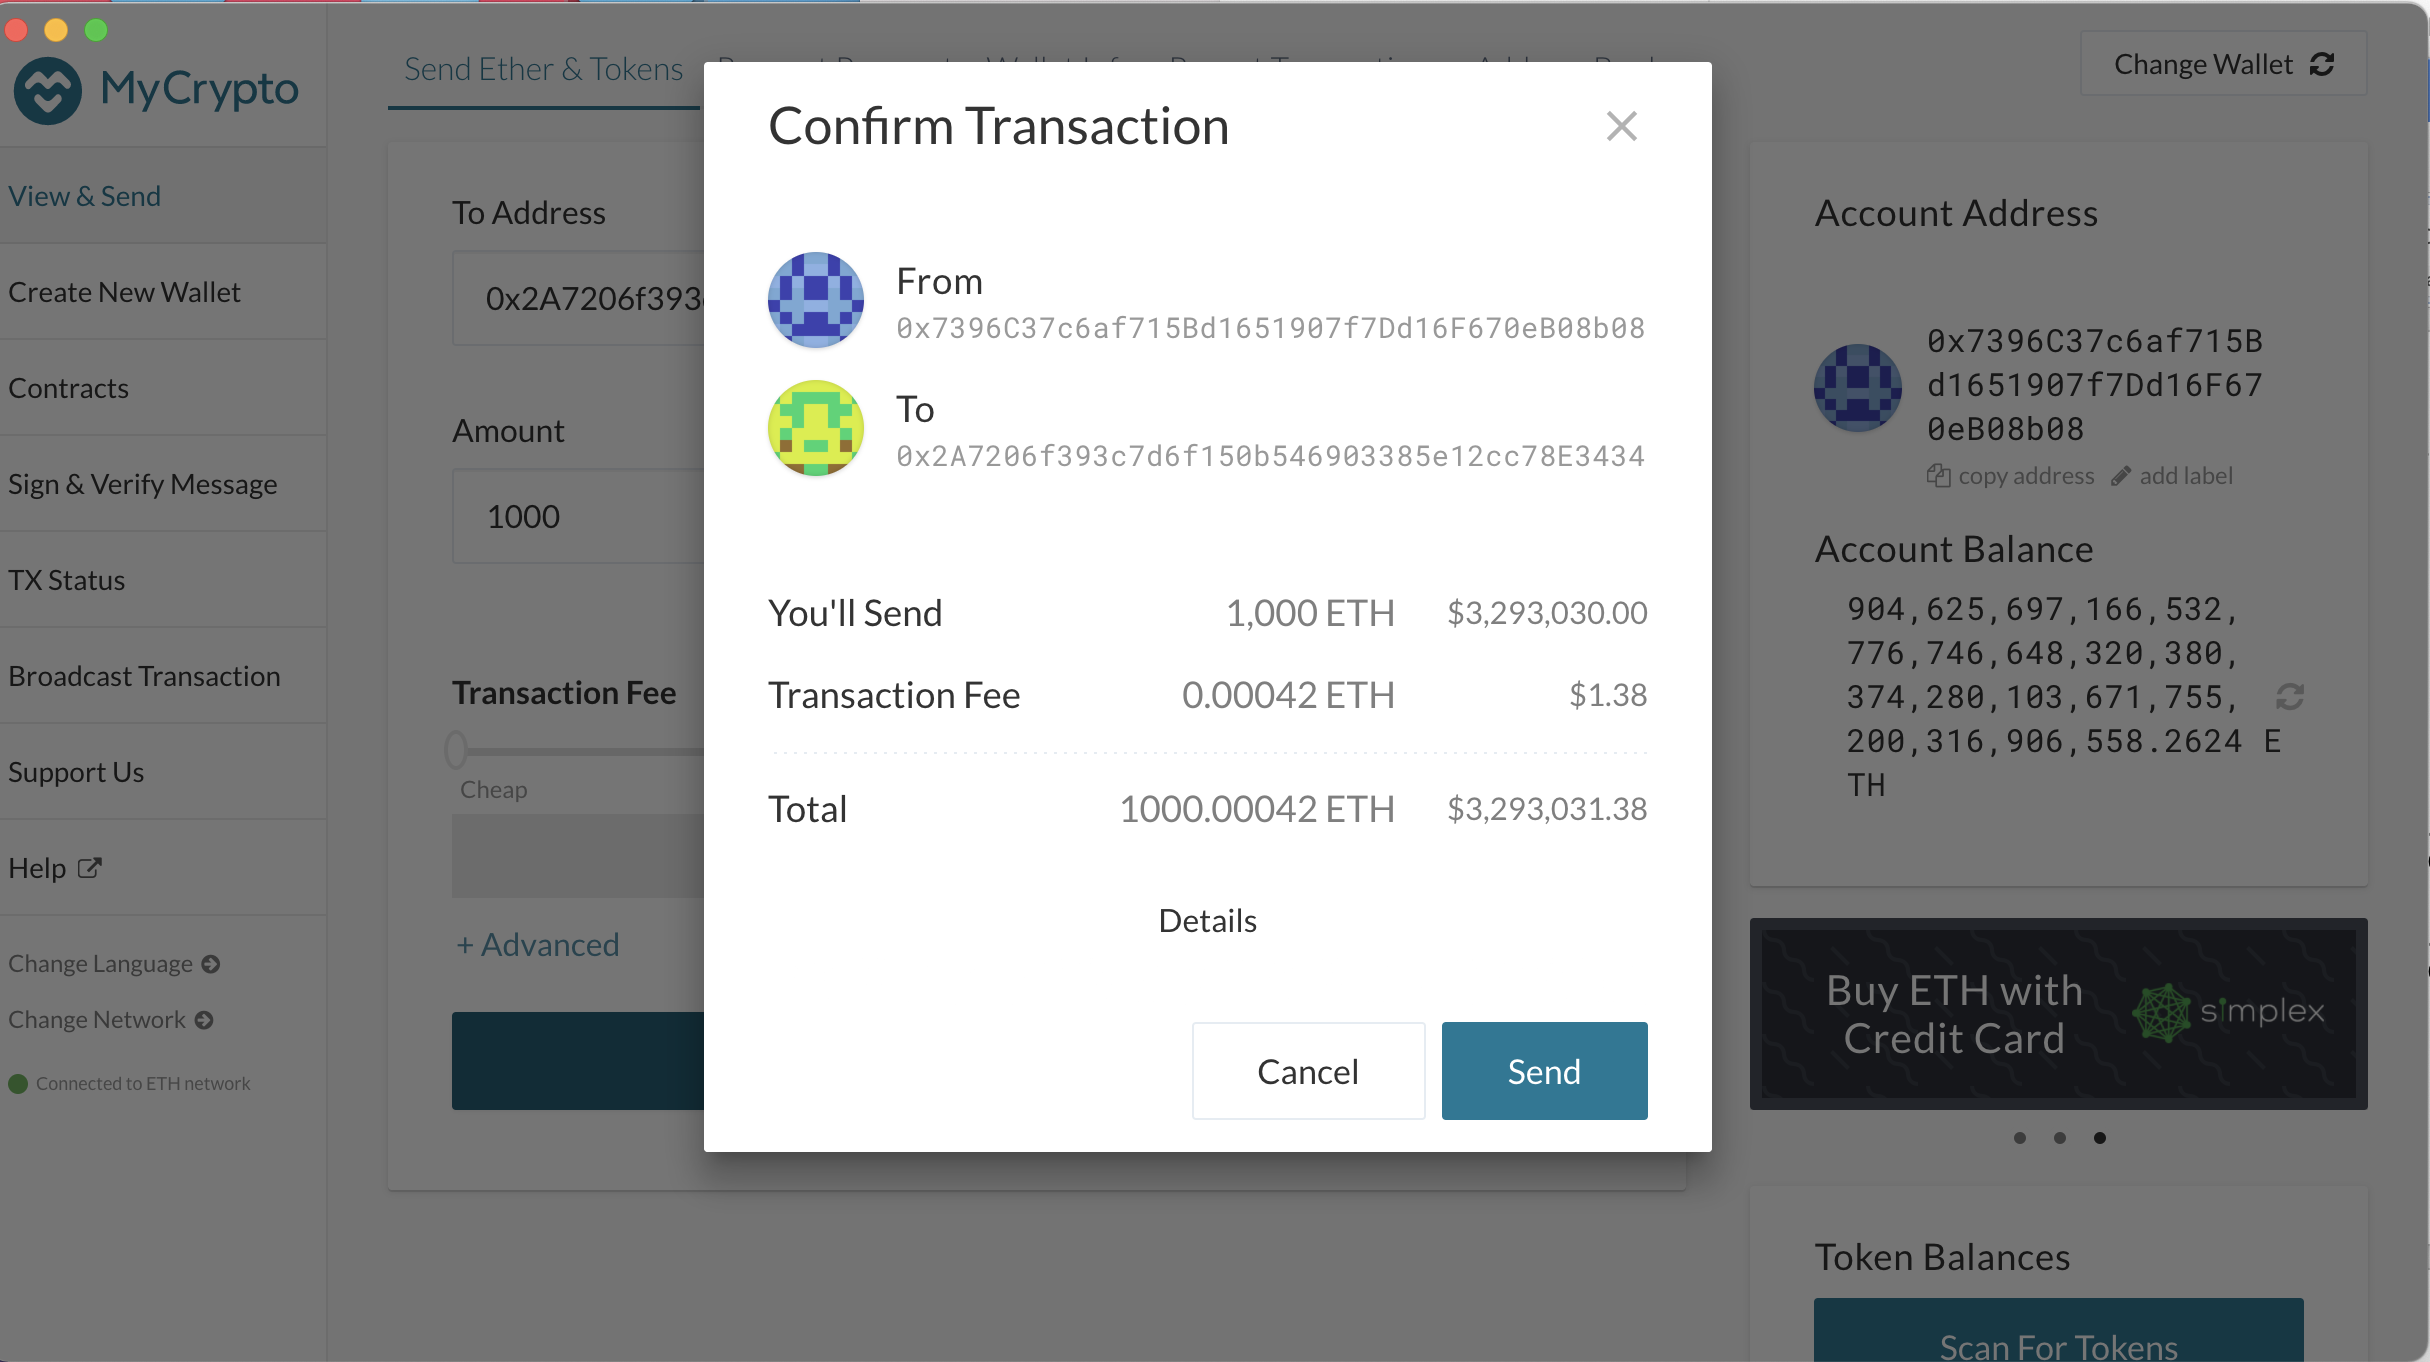 MyCrypto
View & Send
Create New Wallet
Contracts
Sign & Verify Message
TX Status
Broadcast Transaction
Support Us
Help
Change Language
Change Network
Connected to ETH network
Send Ether & Tokens
Change Wallet
To Address
0x2A7206f393
Amount
1000
Transaction Fee
Cheap
+ Advanced
Confirm Transaction
From
0x7396C37c6af715Bd1651907f7Dd16F670eB08b08
To
0x2A7206f393c7d6f150b546903385e12cc78E3434
You'll Send 1,000 ETH $3,293,030.00
Transaction Fee 0.00042 ETH $1.38
Total 1000.00042 ETH $3,293,031.38
Details
Cancel
Send
Account Address
0x7396C37c6af715B
d1651907f7Dd16F67
0eB08b08
copy address add label
Account Balance
904,625,697,166,532,
776,746,648,320,380,
374,280,103,671,755,
200,316,906,558.2624 E
TH
Buy ETH with
Credit Card
simplex
Token Balances
Scan For Tokens